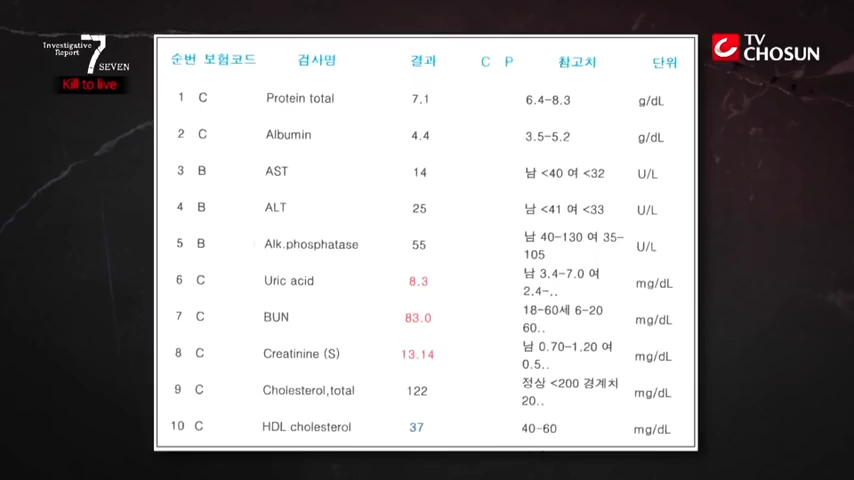 Investigative
Report
7
SEVEN
Kill to live
TV
CHOSUN
순번 보험코드 검사명 결과 C P 참고치 단위
1 C Protein total 7.1 6.4-8.3 g/dL
2 C Albumin 4.4 3.5-5.2 g/dL
3 B AST 14 남 <40 여 <32 U/L
4 B ALT 25 남 <41 여 <33 U/L
5 B Alk.phosphatase 55 남 40-130 여 35-
105 U/L
6 C Uric acid 8.3 남 3.4-7.0 여
2.4-.. mg/dL
7 C BUN 83.0 18-60세 6-20
60.. mg/dL
8 C Creatinine (S) 13.14 남 0.70-1.20 여
0.5.. mg/dL
9 C Cholesterol,total 122 정상 <200 경계치
20.. mg/dL
10 C HDL cholesterol 37 40-60 mg/dL